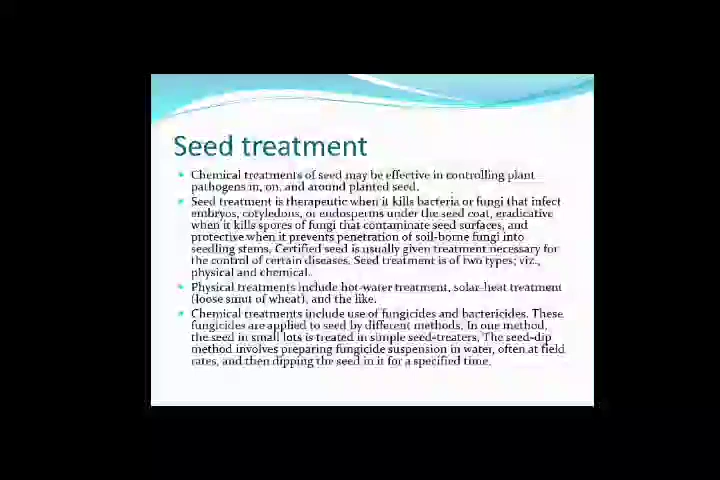 Seed treatment
Chemical treatments of seed may be effective in controlling plant
pathogens in, on, and around planted seed.
Seed treatment is therapeutic when it kills bacteria or fungi that infect
embryos, cotyledons, or endosperms under the seed coat, eradicative
when it kills spores of fungi that contaminate seed surfaces, and
protective when it prevents penetration of soil-borne fungi into
seedling stems. Certified seed is usually given treatment necessary for
the control of certain diseases. Seed treatment is of two types; viz.,
physical and chemical.
Physical treatments include hot-water treatment, solar-heat treatment
(loose smut of wheat), and the like.
Chemical treatments include use of fungicides and bactericides. These
fungicides are applied to seed by different methods. In one method,
the seed in small lots is treated in simple seed-treaters. The seed-dip
method involves preparing fungicide suspension in water, often at field
rates, and then dipping the seed in it for a specified time.